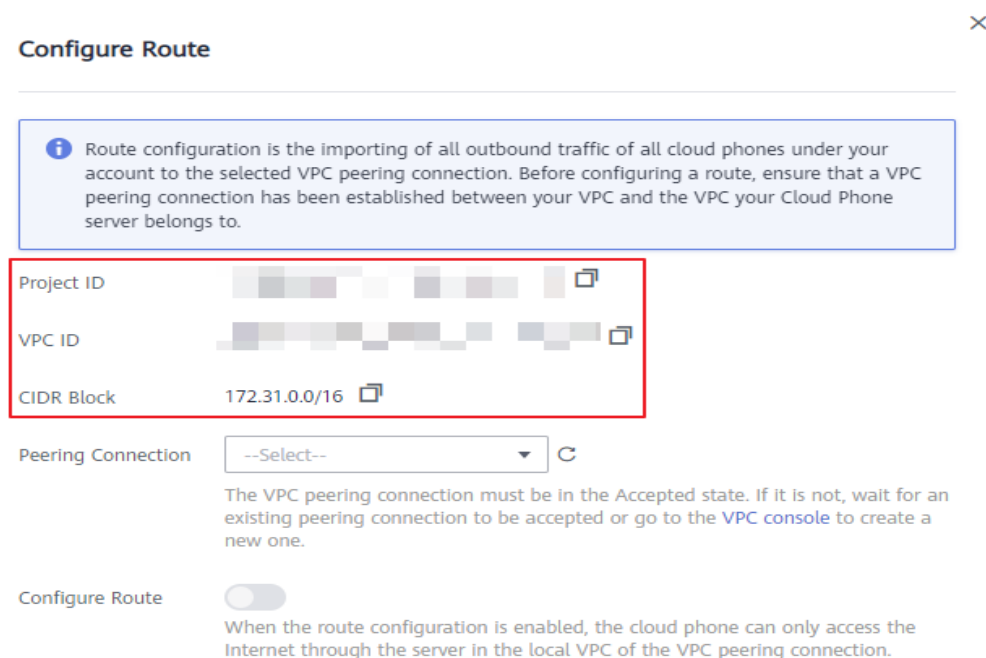 Configure Route
Route configuration is the importing of all outbound traffic of all cloud phones under your
account to the selected VPC peering connection. Before configuring a route, ensure that a VPC
peering connection has been established between your VPC and the VPC your Cloud Phone
server belongs to.
Project ID
VPC ID
CIDR Block 172.31.0.0/16
Peering Connection --Select--
The VPC peering connection must be in the Accepted state. If it is not, wait for an
existing peering connection to be accepted or go to the VPC console to create a
new one.
Configure Route
When the route configuration is enabled, the cloud phone can only access the
Internet through the server in the local VPC of the VPC peering connection.